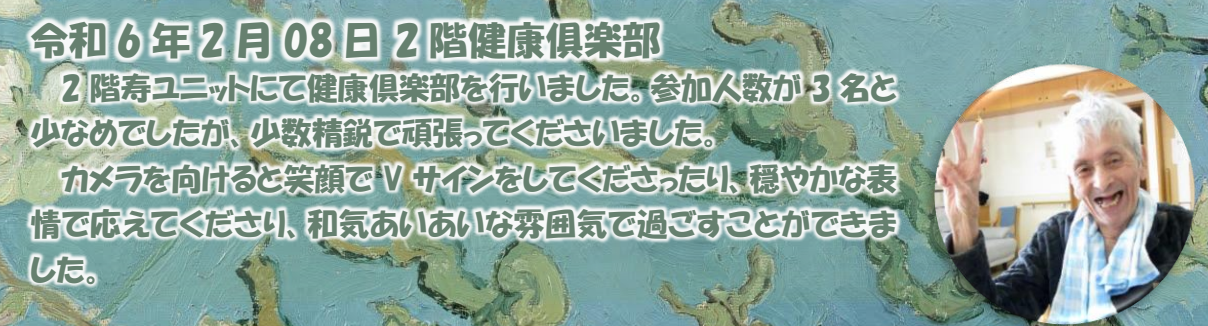 令和６年２月08日２階健康倶楽部
　２階寿ユニットにて健康倶楽部を行いました。参加人数が３名と
少なめでしたが、少数精鋭で頑張ってくださいました。
　カメラを向けると笑顔でＶサインをしてくださったり、穏やかな表
情で応えてくださり、和気あいあいな雰囲気で過ごすことができま
した。